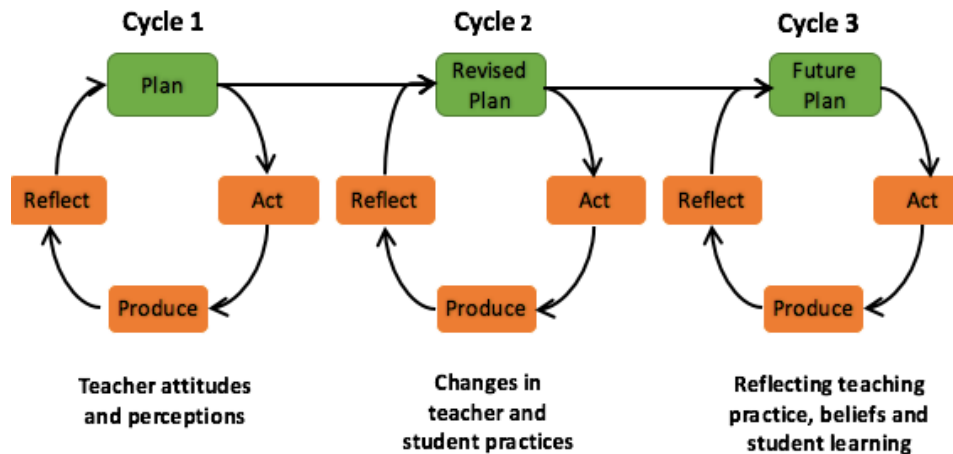 Cycle 1
Cycle 2
Cycle 3
Plan
Revised
Plan
Future
Plan
Reflect
Act
Reflect
Act
Reflect
Act
Produce
Produce
Produce
Teacher attitudes
and perceptions
Changes in
teacher and
student practices
Reflecting teaching
practice, beliefs and
student learning